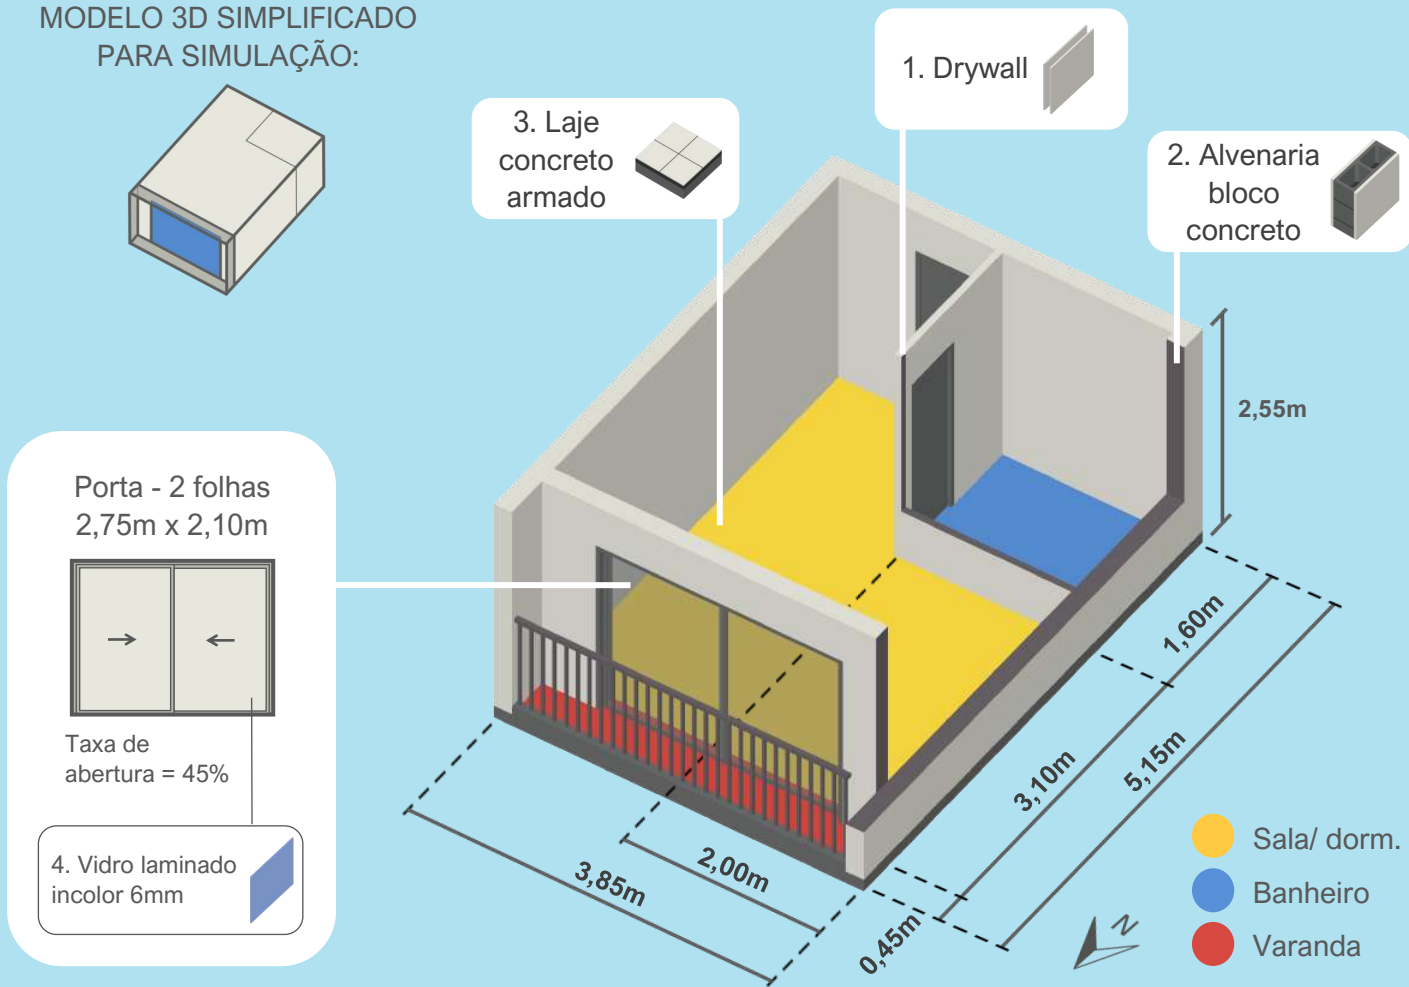 MODELO 3D SIMPLIFICADO
PARA SIMULAÇÃO:
1. Drywall
3. Laje
concreto
armado
2. Alvenaria
bloco
concreto
2,55m
Porta - 2 folhas
2,75m x 2,10m
Taxa de
abertura = 45%
4. Vidro laminado
incolor 6mm
1,60m
3,10m
5,15m
2,00m
3,85m
0,45m
N
Sala/ dorm.
Banheiro
Varanda